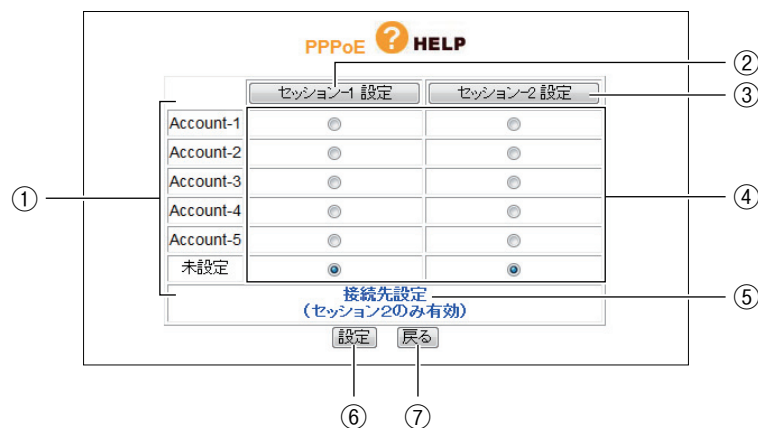 PPPoE ? HELP
②
セッション-1 設定 セッション-2 設定
③
Account-1
Account-2
①
Account-3
④
Account-4
Account-5
未設定
接続先設定
⑤
(セッション2のみ有効)
設定 戻る
⑥ ⑦